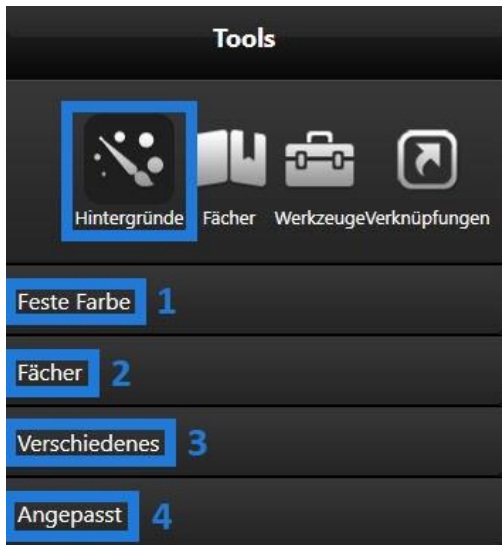 Tools
Hintergründe Fächer Werkzeuge Verknüpfungen
Feste Farbe 1
Fächer 2
Verschiedenes 3
Angepasst 4